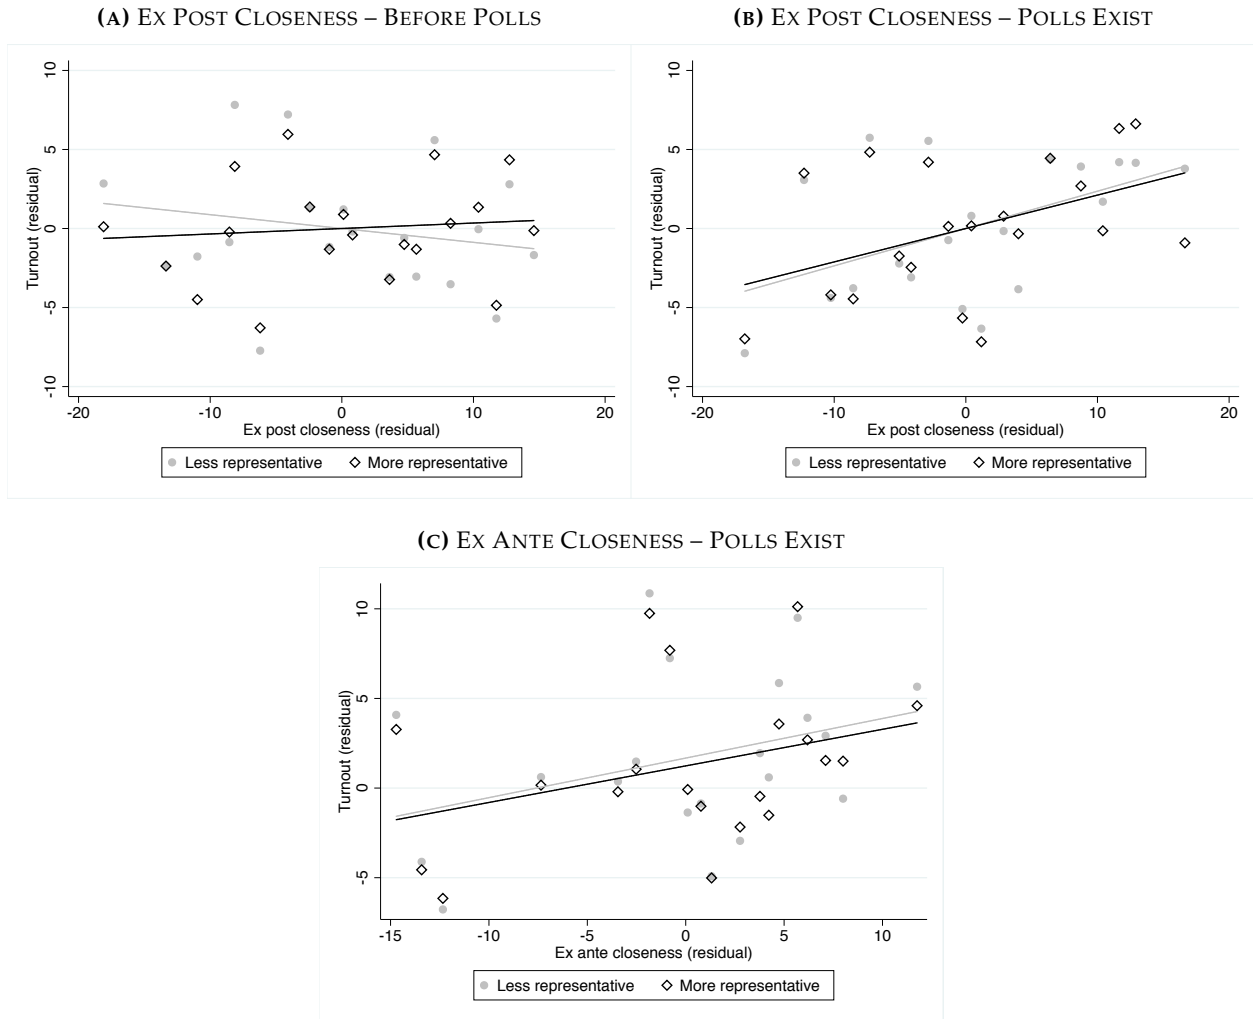 (A) EX POST CLOSENESS – BEFORE POLLS
10
5
0
-5
-10
Turnout (residual)
-20 -10 0 10 20
Ex post closeness (residual)
Less representative More representative
(B) EX POST CLOSENESS – POLLS EXIST
10
5
0
-5
-10
Turnout (residual)
-20 -10 0 10 20
Ex post closeness (residual)
Less representative More representative
(C) EX ANTE CLOSENESS – POLLS EXIST
10
5
0
-5
Turnout (residual)
-15 -10 -5 0 5 10
Ex ante closeness (residual)
Less representative More representative